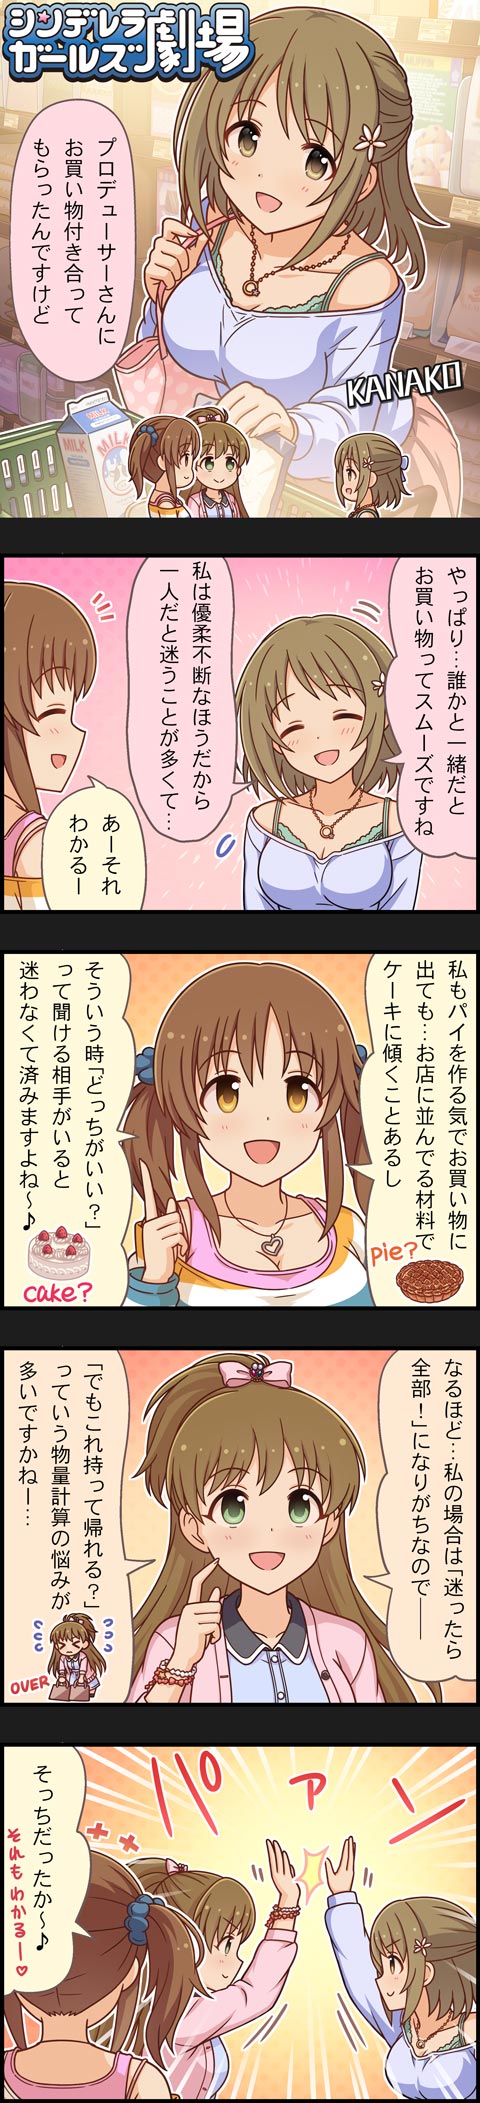 シンデレラ
ガールズ劇場
プロデューサーさんに
お買い物付き合って
もらったんですけど
KANAKO
MILK
MILK
やっぱり…誰かと一緒だと
お買い物ってスムーズですね
私は優柔不断なほうだから
一人だと迷うことが多くて…
あーそれ
わかるー
私もパイを作る気でお買い物に
出ても…お店に並んでる材料で
ケーキに傾くことあるし
pie?
そういう時「どっちがいい?」
って聞ける相手がいると
迷わなくて済みますよね～♪
cake?
なるほど…私の場合は「迷ったら
全部!」になりがちなので――
「でもこれ持って帰れる?」
っていう物量計算の悩みが
多いですかねー…
OVER
パァン
そっちだったか～♪
それもわかるー♡